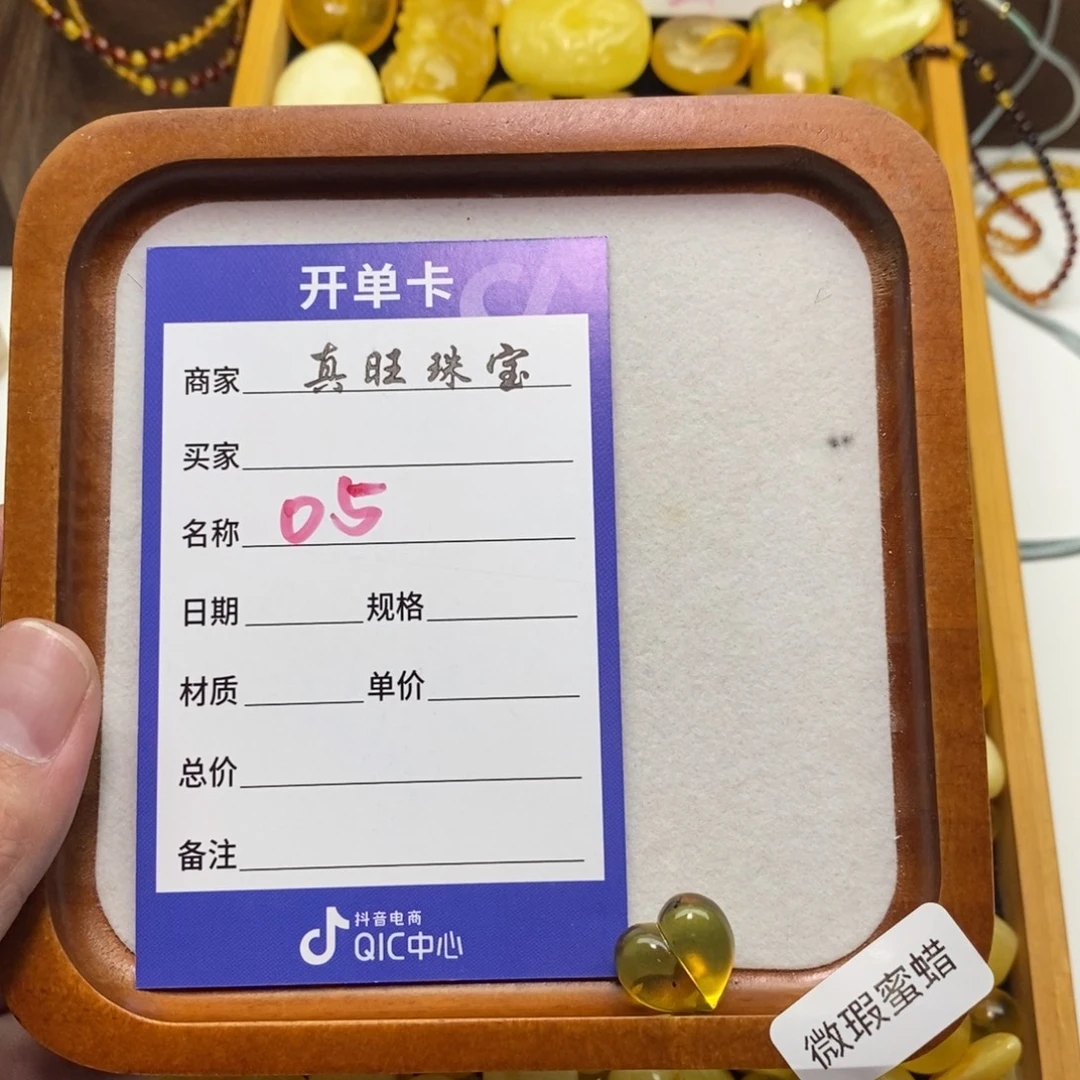 开单卡
商家 真旺珠宝
买家
名称 05
日期 规格
材质 单价
总价
备注
抖音电商
QIC中心
微瑕蜜蜡